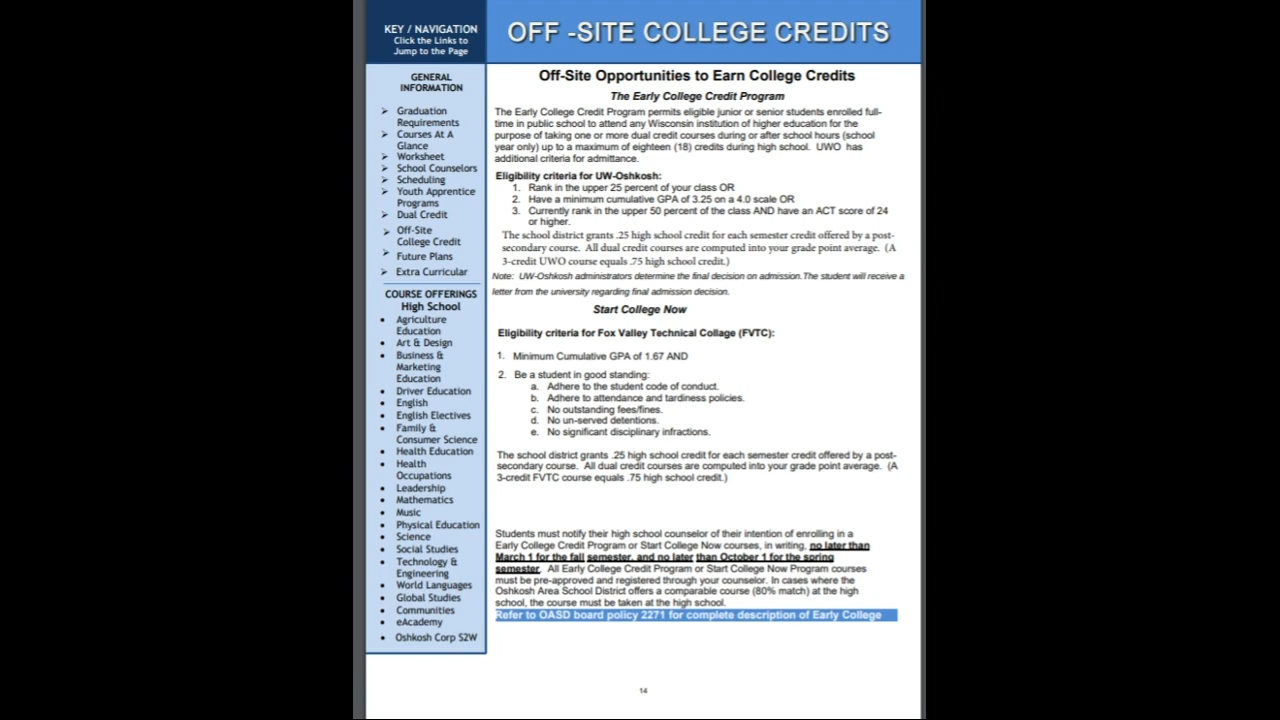 KEY / NAVIGATION
Click the Links to
Jump to the Page
OFF -SITE COLLEGE CREDITS
GENERAL
INFORMATION
Graduation
Requirements
Courses At A
Glance
Worksheet
School Counselors
Scheduling
Youth Apprentice
Programs
Dual Credit
Off-Site
College Credit
Future Plans
Extra Curricular
COURSE OFFERINGS
High School
Agriculture
Education
Art & Design
Business &
Marketing
Education
Driver Education
English
English Electives
Family &
Consumer Science
Health Education
Health
Occupations
Leadership
Mathematics
Music
Physical Education
Science
Social Studies
Technology &
Engineering
World Languages
Global Studies
Communities
eAcademy
Oshkosh Corp S2W
Off-Site Opportunities to Earn College Credits
The Early College Credit Program
The Early College Credit Program permits eligible junior or senior students enrolled full-
time in public school to attend any Wisconsin institution of higher education for the
purpose of taking one or more dual credit courses during or after school hours (school
year only) up to a maximum of eighteen (18) credits during high school. UWO has
additional criteria for admittance.
Eligibility criteria for UW-Oshkosh:
1. Rank in the upper 25 percent of your class OR
2. Have a minimum cumulative GPA of 3.25 on a 4.0 scale OR
3. Currently rank in the upper 50 percent of the class AND have an ACT score of 24
or higher.
The school district grants .25 high school credit for each semester credit offered by a post-
secondary course. All dual credit courses are computed into your grade point average. (A
3-credit UWO course equals .75 high school credit.)
Note: UW-Oshkosh administrators determine the final decision on admission.The student will receive a
letter from the university regarding final admission decision.
Start College Now
Eligibility criteria for Fox Valley Technical Collage (FVTC):
1. Minimum Cumulative GPA of 1.67 AND
2. Be a student in good standing:
a. Adhere to the student code of conduct.
b. Adhere to attendance and tardiness policies.
c. No outstanding fees/fines.
d. No un-served detentions.
e. No significant disciplinary infractions.
The school district grants .25 high school credit for each semester credit offered by a post-
secondary course. All dual credit courses are computed into your grade point average. (A
3-credit FVTC course equals .75 high school credit.)
Students must notify their high school counselor of their intention of enrolling in a
Early College Credit Program or Start College Now courses, in writing, no later than
March 1 for the fall semester, and no later than October 1 for the spring
semester. All Early College Credit Program or Start College Now Program courses
must be pre-approved and registered through your counselor. In cases where the
Oshkosh Area School District offers a comparable course (80% match) at the high
school, the course must be taken at the high school.
Refer to OASD board policy 2271 for complete description of Early College
14